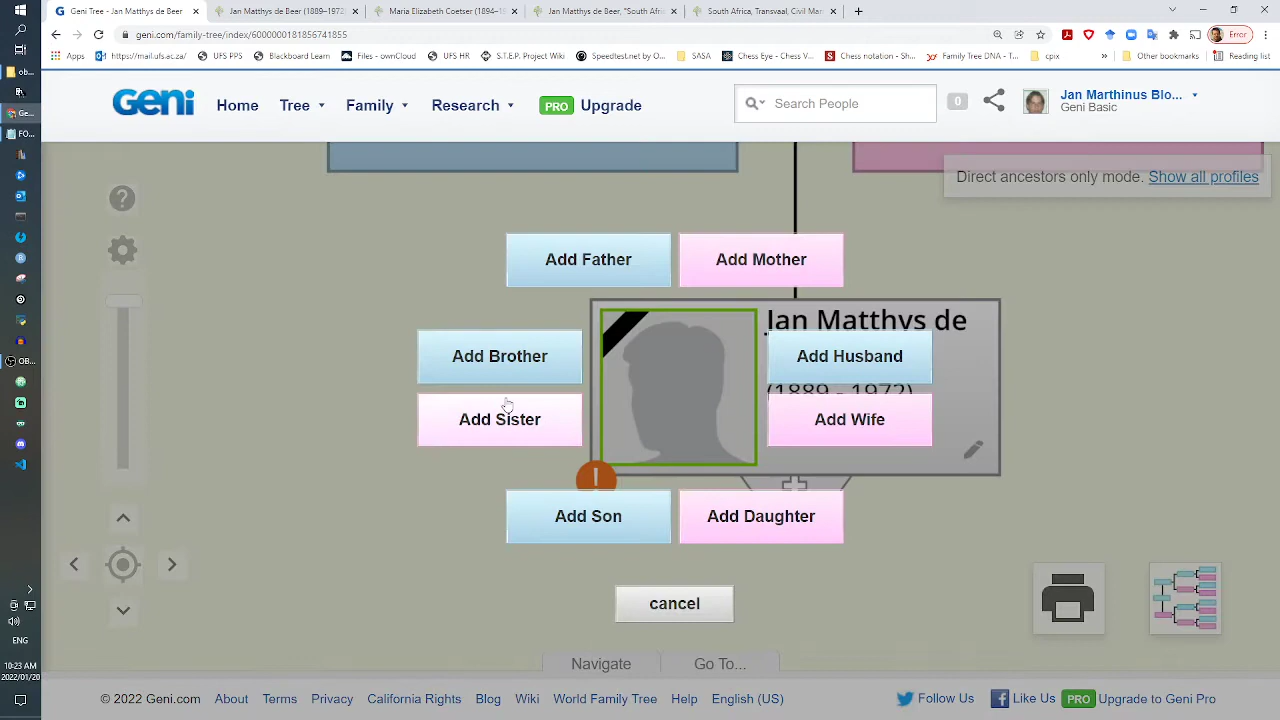 Geni Tree - Jan Matthys de Beer
Jan Matthys de Beer (1889-1972)
Maria Elizabeth Coetser (1894-1
Jan Matthys de Beer, "South Afri
South Africa, Transvaal, Civil Mar
geni.com/family-tree/index/6000000181856741855
Error
Apps
https://mail.ufs.ac.za/
UFS PPS
Blackboard Learn
Files - ownCloud
UFS HR
S.T.E.P. Project Wiki
Speedtest.net by O...
SASA
Chess Eye - Chess V...
Chess notation - Sh...
Family Tree DNA - T...
cpix
»
Other bookmarks
Reading list
Geni
Home
Tree
Family
Research
PRO Upgrade
Search People
0
Jan Marthinus Blo...
Geni Basic
Direct ancestors only mode. Show all profiles
Add Father
Add Mother
Jan Matthys de
Add Brother
Add Husband
(1889 - 1972)
Add Sister
Add Wife
Add Son
Add Daughter
cancel
Navigate
Go To...
ENG
10:23 AM
© 2022 Geni.com
About
Terms
Privacy
California Rights
Blog
Wiki
World Family Tree
Help
English (US)
Follow Us
Like Us
PRO Upgrade to Geni Pro